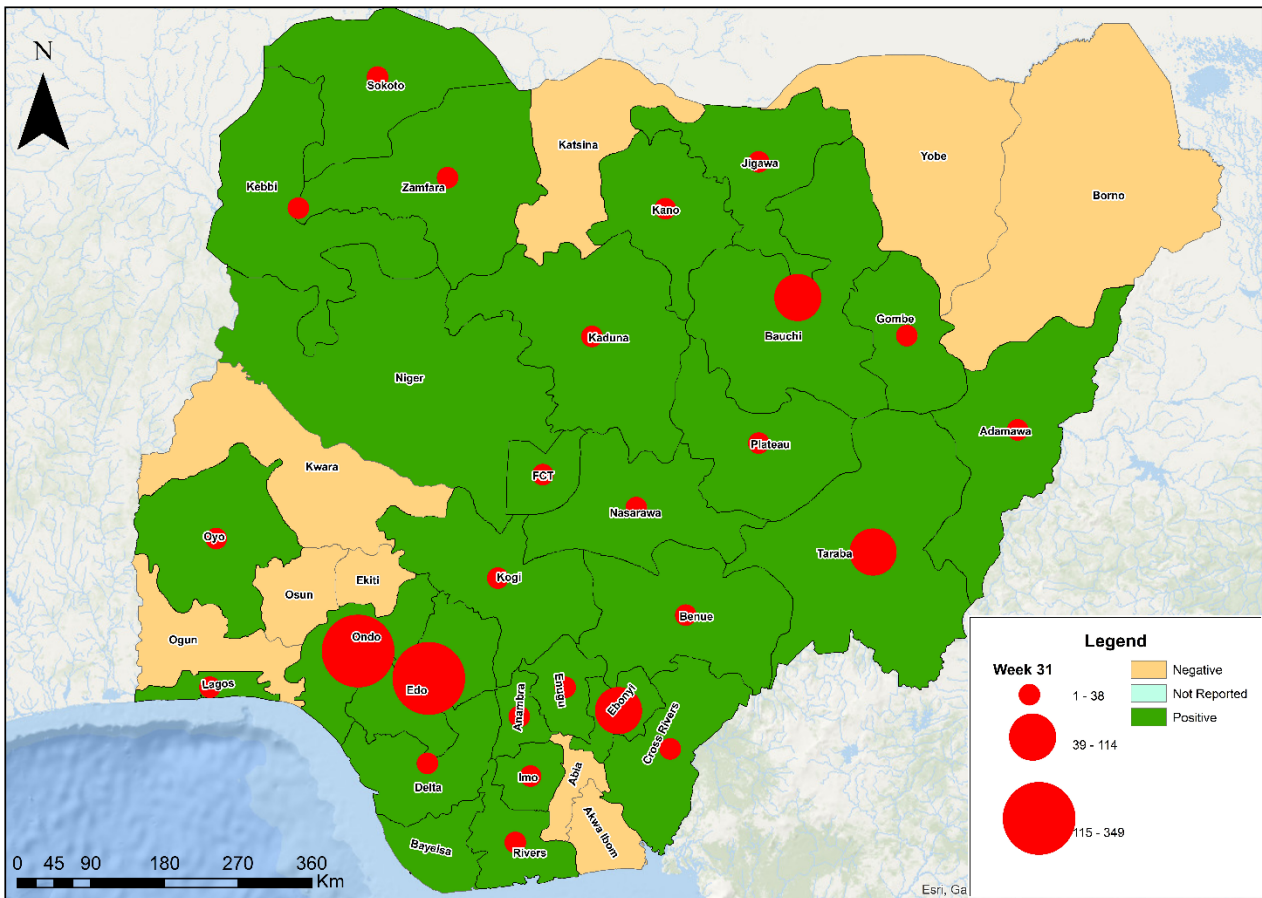 N
Sokoto
Katsina
Yobe
Jigawa
Zamfara
Kebbi
Borno
Kano
Gombe
Kaduna
Bauchi
Niger
Adamawa
Plateau
Kwara
FCT
Nasarawa
Oyo
Taraba
Kogi
Ekiti
Osun
Benue
Ogun
Ondo
Lagos
Edo
Anambra
Enugu
Ebonyi
Cross Rivers
Imo
Abia
Delta
Akwa Ibom
Bayelsa
Rivers
Legend
Week 31
1 - 38
39 - 114
115 - 349
Negative
Not Reported
Positive
0 45 90 180 270 360
Km
Esri, Ga